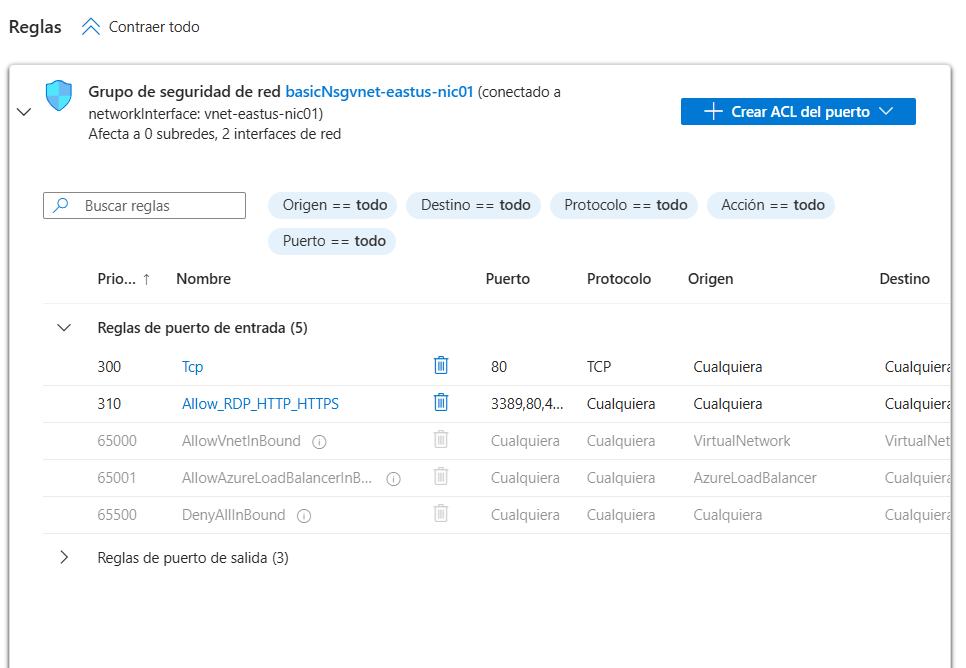 Reglas Contraer todo
Grupo de seguridad de red basicNsgvnet-eastus-nic01 (conectado a
networkInterface: vnet-eastus-nic01)
Afecta a 0 subredes, 2 interfaces de red
Crear ACL del puerto
Buscar reglas Origen == todo Destino == todo Protocolo == todo Acción == todo
Puerto == todo
Prio... ↑ Nombre Puerto Protocolo Origen Destino
Reglas de puerto de entrada (5)
300 Tcp 80 TCP Cualquiera Cualquiera
310 Allow_RDP_HTTP_HTTPS 3389,80,4... Cualquiera Cualquiera Cualquiera
65000 AllowVnetInBound Cualquiera Cualquiera VirtualNetwork VirtualNet
65001 AllowAzureLoadBalancerInB... Cualquiera Cualquiera AzureLoadBalancer Cualquiera
65500 DenyAllInBound Cualquiera Cualquiera Cualquiera Cualquiera
Reglas de puerto de salida (3)